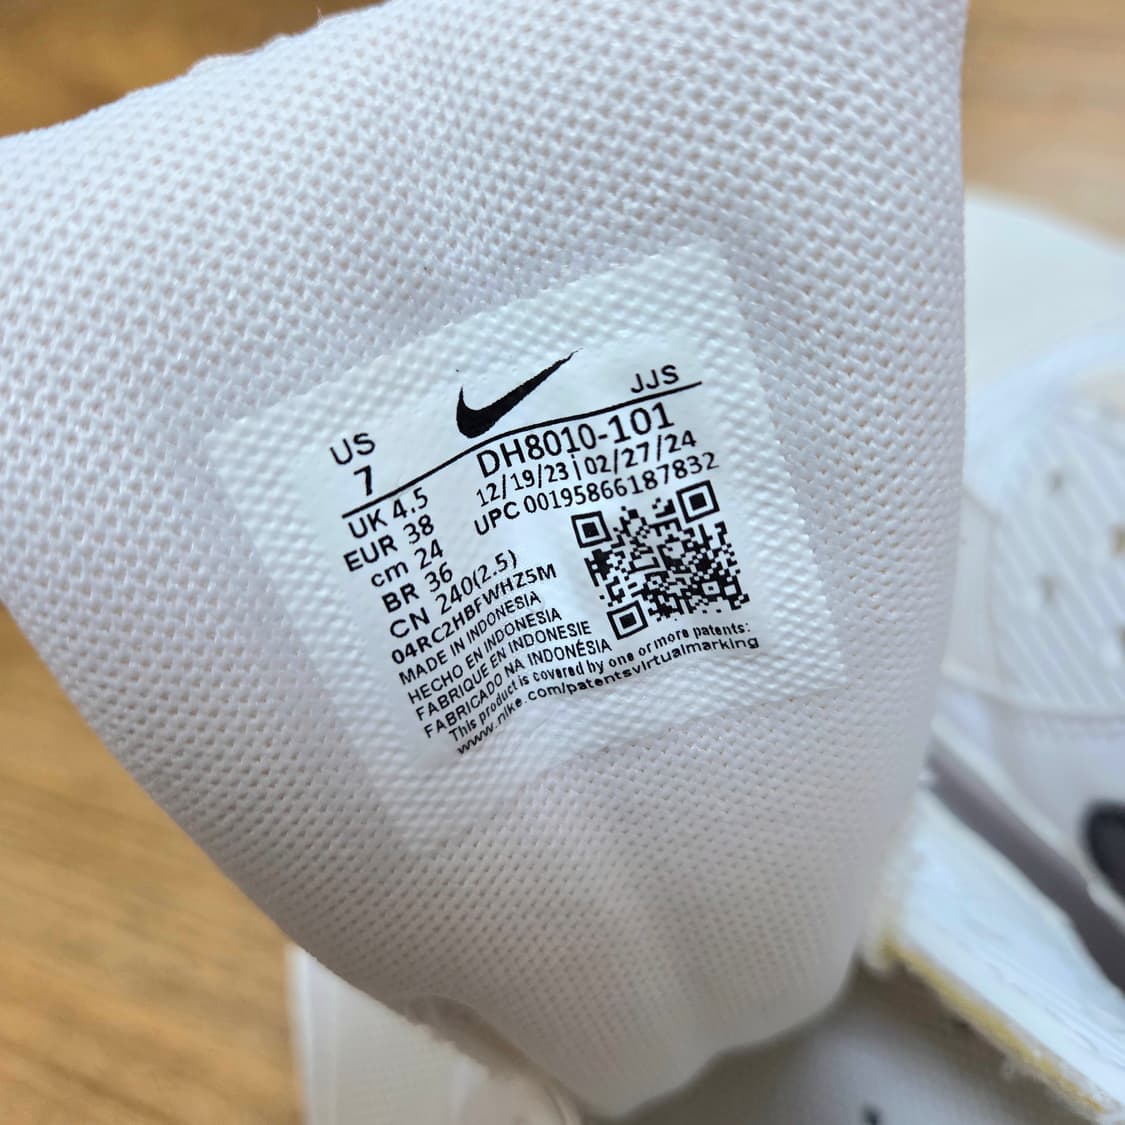 US
7
JJS
DH8010-101
12/19/23|02/27/24
UPC 00195866187832
UK 4.5
EUR 38
cm 24
BR 36
CN 240(2.5)
04RC2HBFWHZ5M
MADE IN INDONESIA
HECHO EN INDONESIA
FABRIQUE EN INDONESIE
FABRICADO NA INDONÉSIA
This product is covered by one or more patents:
www.nike.com/patentsvirtualmarking